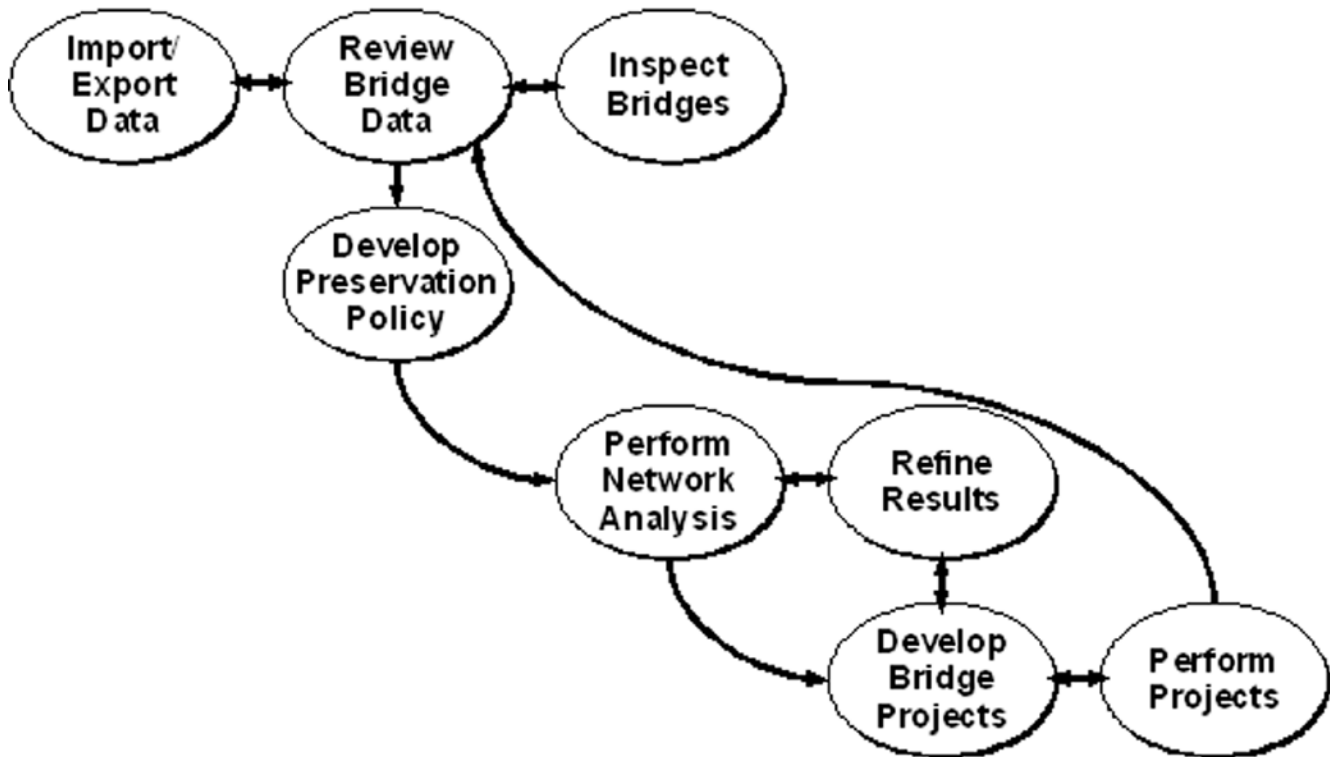 Import/
Export
Data
Review
Bridge
Data
Inspect
Bridges
Develop
Preservation
Policy
Perform
Network
Analysis
Refine
Results
Develop
Bridge
Projects
Perform
Projects